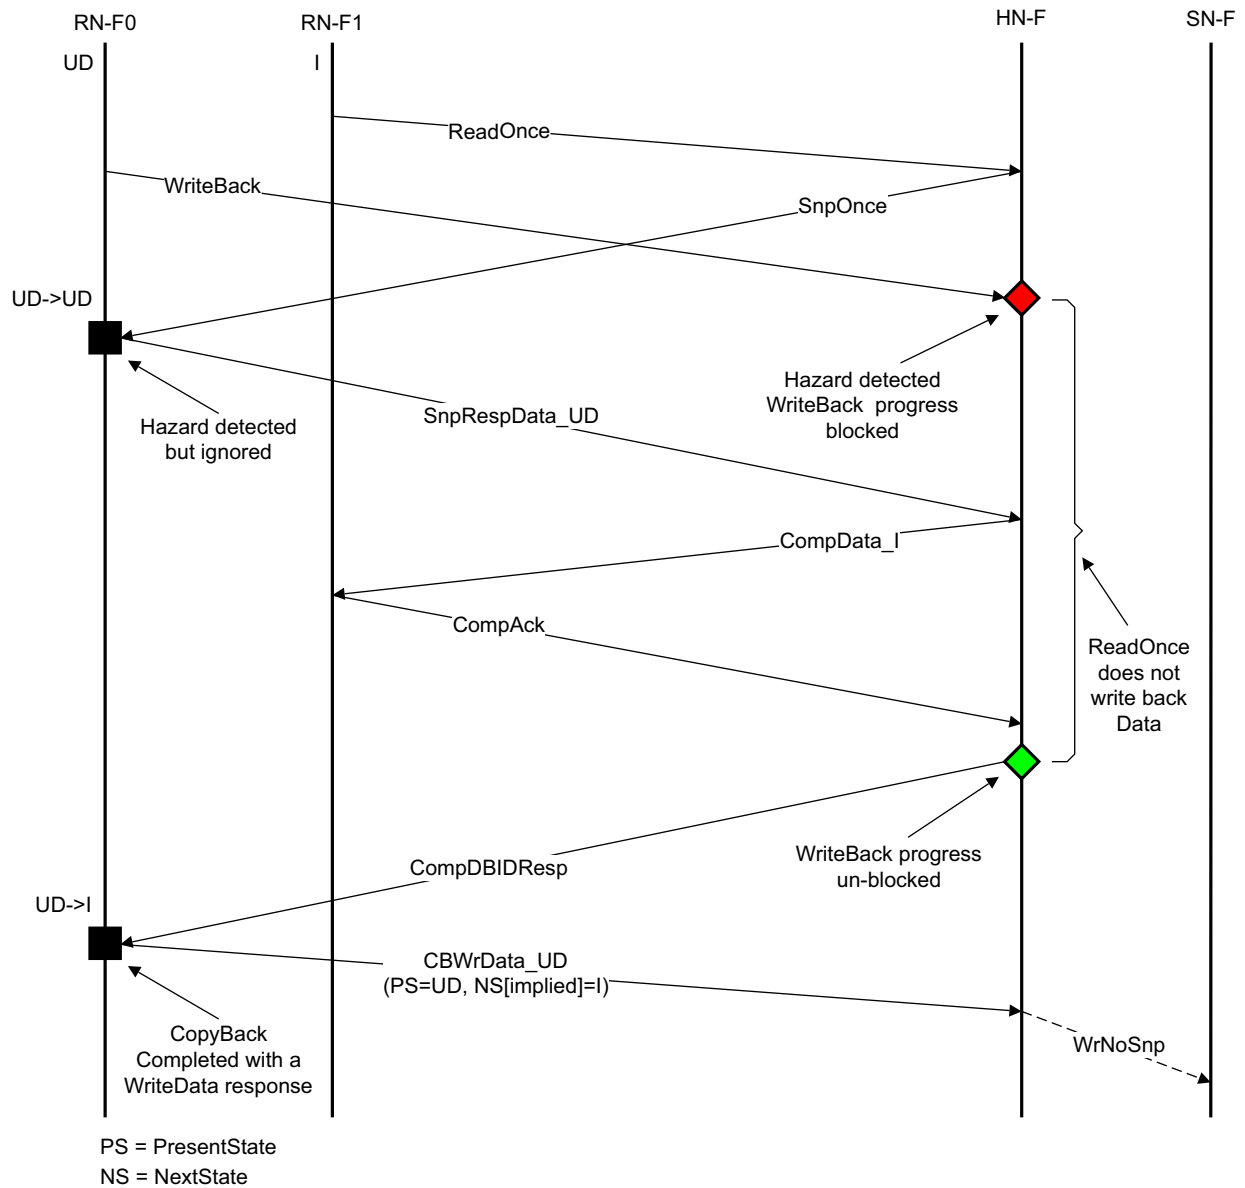 RN-F0
RN-F1
HN-F
SN-F
UD
I
ReadOnce
WriteBack
SnpOnce
UD->UD
Hazard detected
WriteBack progress
blocked
Hazard detected
but ignored
SnpRespData_UD
CompData_I
CompAck
ReadOnce
does not
write back
Data
WriteBack progress
un-blocked
CompDBIDResp
UD->I
CBWrData_UD
(PS=UD, NS[implied]=I)
CopyBack
Completed with a
WriteData response
WrNoSnp
PS = PresentState
NS = NextState